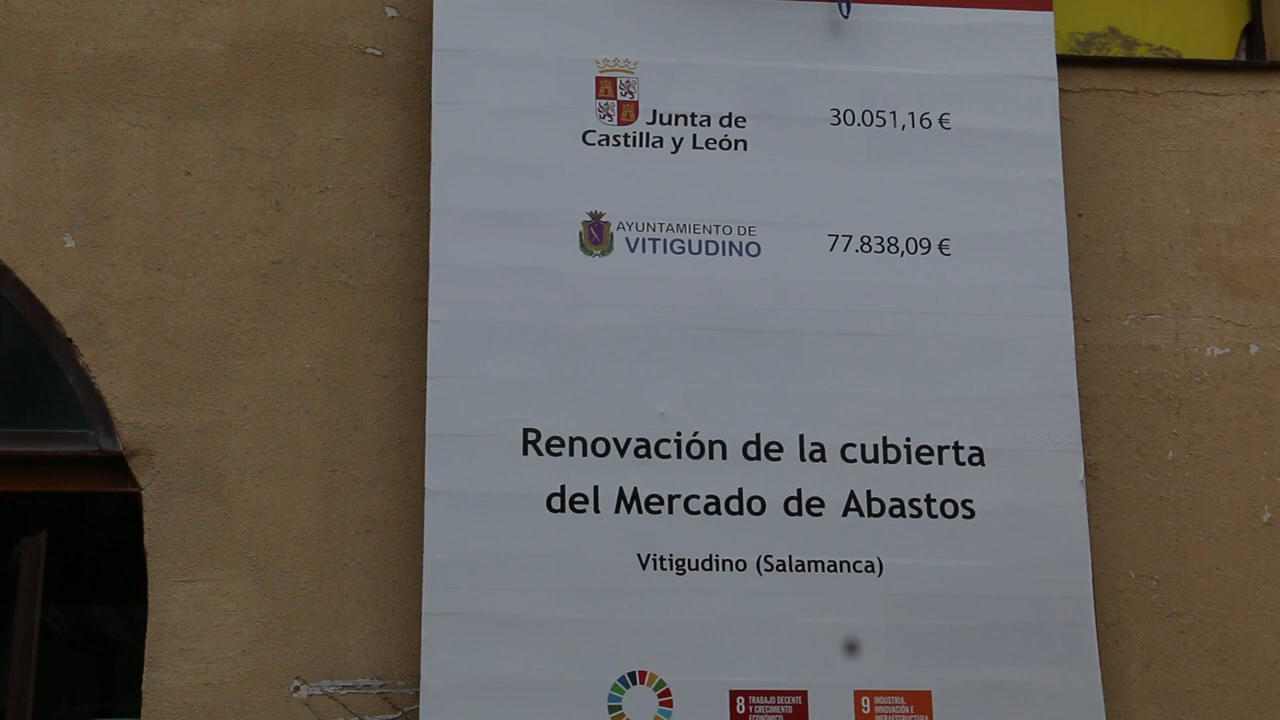 Junta de
Castilla y León
30.051,16 €
AYUNTAMIENTO DE
VITIGUDINO
77.838,09 €
Renovación de la cubierta
del Mercado de Abastos
Vitigudino (Salamanca)
8 TRABAJO DECENTE
Y CRECIMIENTO
ECONÓMICO
9 INDUSTRIA,
INNOVACIÓN E
INFRAESTRUCTURA